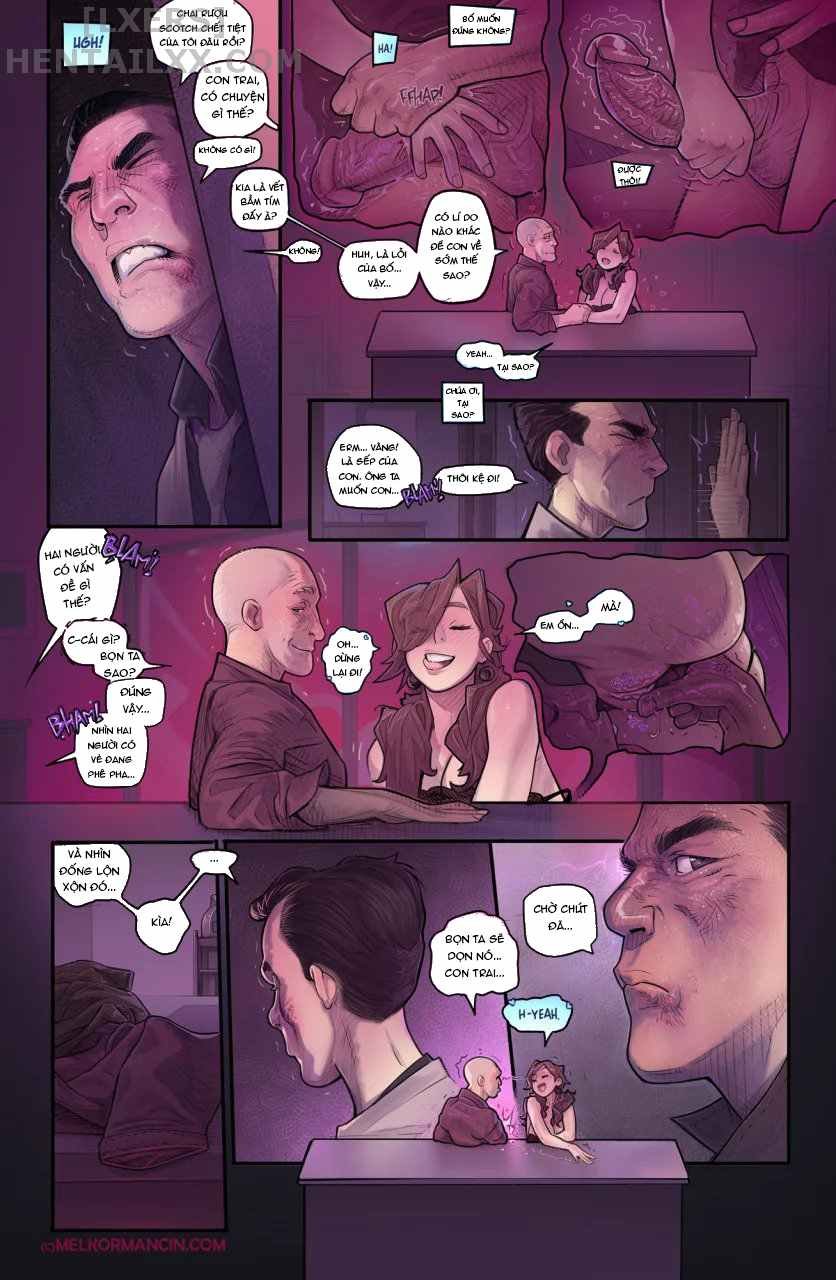 [LXERS]
HENTAILXX.COM
UGH!
CHAI RƯỢU
SCOTCH CHẾT TIỆT
CỦA TÔI ĐÂU RỒI?
CON TRAI,
CÓ CHUYỆN
GÌ THẾ?
KHÔNG CÓ GÌ!
HA!
BỐ MUỐN
ĐÚNG KHÔNG?
FFHAP!
ĐƯỢC
THÔI!
KIA LÀ VẾT
BẦM TÍM
ĐẤY À?
KHÔNG!
HUH, LÀ LỖI
CỦA BỐ...
VẬY...
CÓ LÍ DO
NÀO KHÁC
ĐỂ CON VỀ
SỚM THẾ
SAO?
YEAH...
TẠI SAO?
CHÚA ƠI,
TẠI
SAO?
ERM... VÂNG!
LÀ SẾP CỦA
CON. ÔNG TA
MUỐN CON...
BLAM!
THÔI KỆ ĐI!
HAI NGƯỜI
CÓ VẤN
ĐỀ GÌ
THẾ?
BLAM!
C-CÁI GÌ?
BỌN TA
SAO?
ĐÚNG
VẬY...
BHAM!
NHÌN HAI
NGƯỜI CÓ
VẺ ĐANG
PHÊ PHA...
OH...
DỪNG
LẠI ĐI!
EM ỔN...
MÀ!
VÀ NHÌN
ĐỐNG LỘN
XỘN ĐÓ...
KÌA!
...
BỌN TA SẼ
DỌN NÓ...
CON TRAI...
CHỜ CHÚT
ĐÃ...
H-YEAH.
(C)MELKORMANCIN.COM